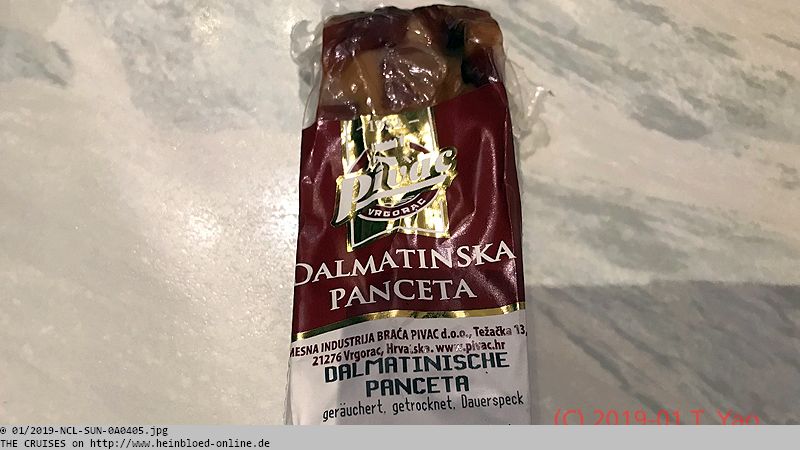 Pivac
VRGORAC
DALMATINSKA
PANCETA
MESNA INDUSTRIJA BRAĆA PIVAC d.o.o., Težačka 13,
21276 Vrgorac, Hrvatska. www.pivac.hr
DALMATINISCHE
PANCETA
geräuchert, getrocknet, Dauerspeck
(C) 2019-01 T. Yao
@ 01/2019-NCL-SUN-0A0405.jpg
THE CRUISES on http://www.heinbloed-online.de